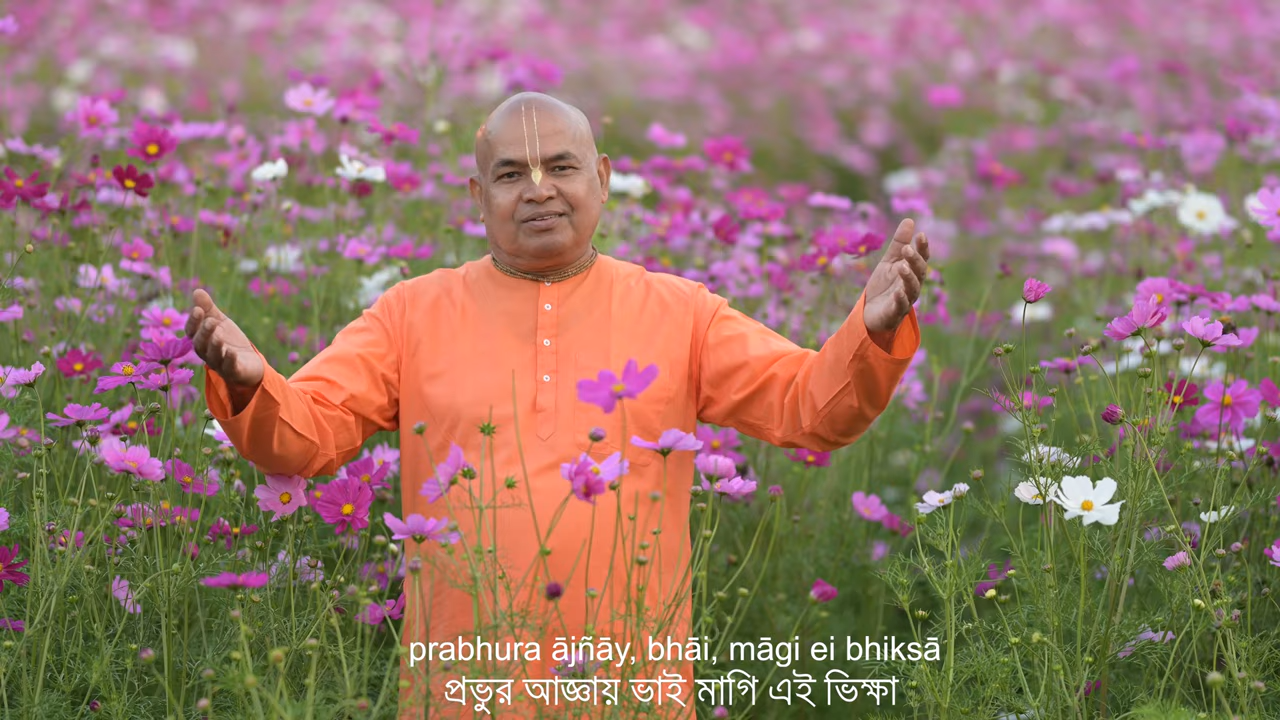 prabhura ājñāy, bhāi, māgi ei bhiksā
প্রভুর আজ্ঞায় ভাই মাগি এই ভিক্ষা